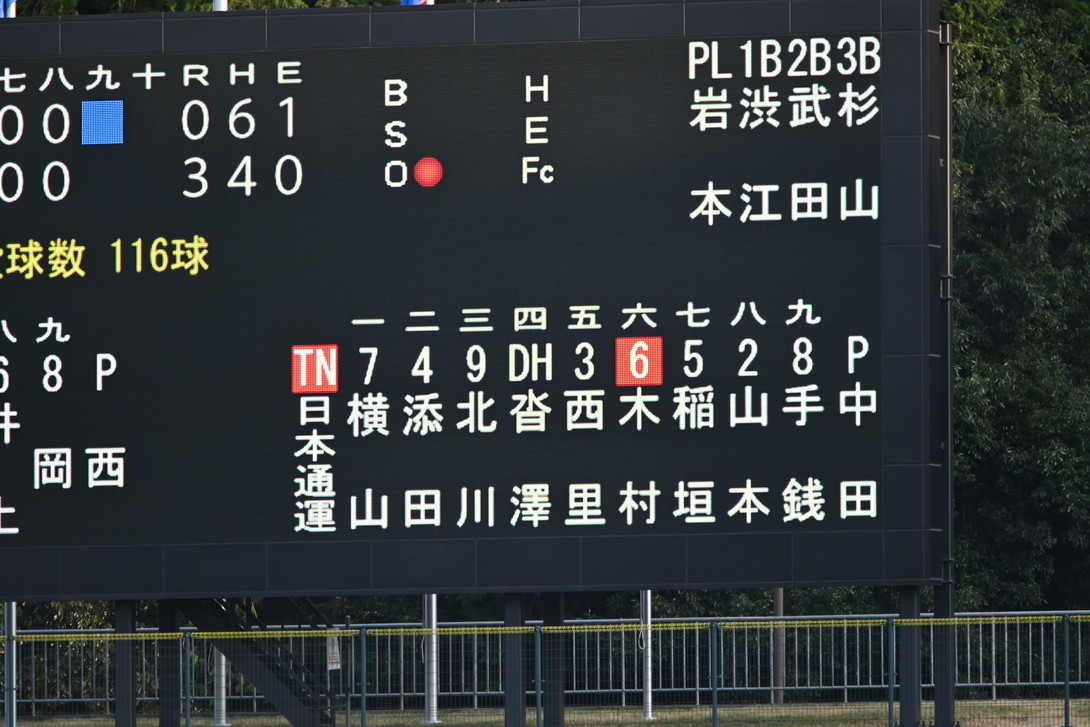 七 八 九 十 R H E
0 0 0 6 1
0 0 3 4 0
B
S
O
H
E
Fc
PL 1B 2B 3B
岩本 渋江 武田 杉山
球数 116球
八 九
6 8 P
井
岡 西
一 二 三 四 五 六 七 八 九
TN 7 4 9 DH 3 6 5 2 8 P
日本通運
横山 添田 北川 沓澤 西里 木村 稲垣 山本 手銭 中田